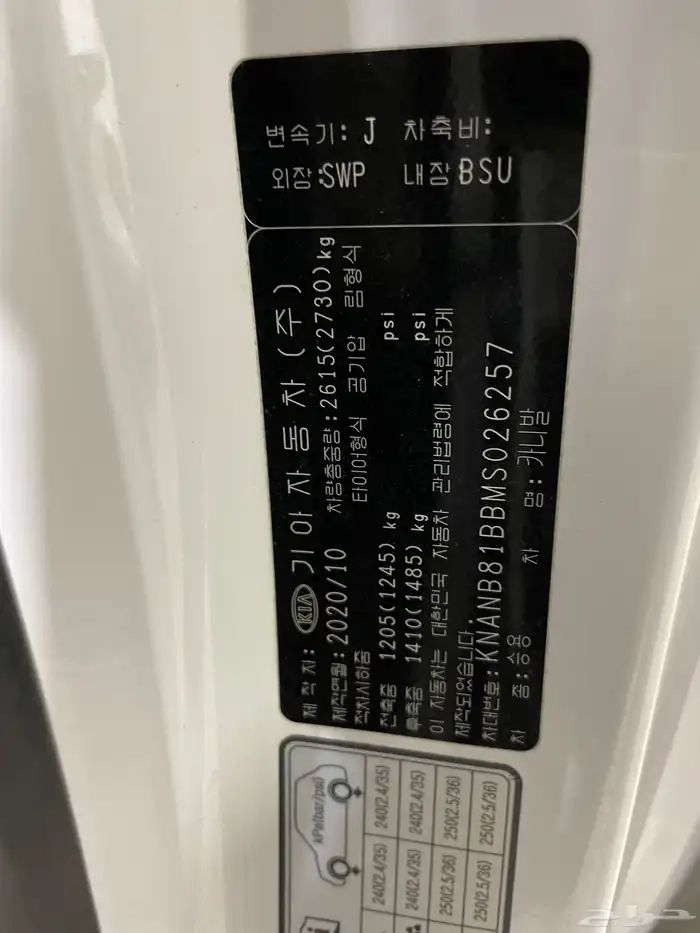 변속기: J 차축비:
외장:SWP 내장:BSU
제 작 자: KIA 기아자동차(주)
제작연월: 2020/10 차량총중량: 2615(2730)kg
적차시하중 타이어형식 공기압 림형식
전축중 1205(1245) kg psi
후축중 1410(1485) kg psi
이 자동차는 대한민국 자동차 관리법령에 적합하게
제작되었습니다.
차대번호: KNANB81BBMS026257
차 종: 승용 차 명: 카니발
kPa(bar/psi)
240(2.4/35) 240(2.4/35)
240(2.4/35) 240(2.4/35)
250(2.5/36) 250(2.5/36)
250(2.5/36) 250(2.5/36)
حراج